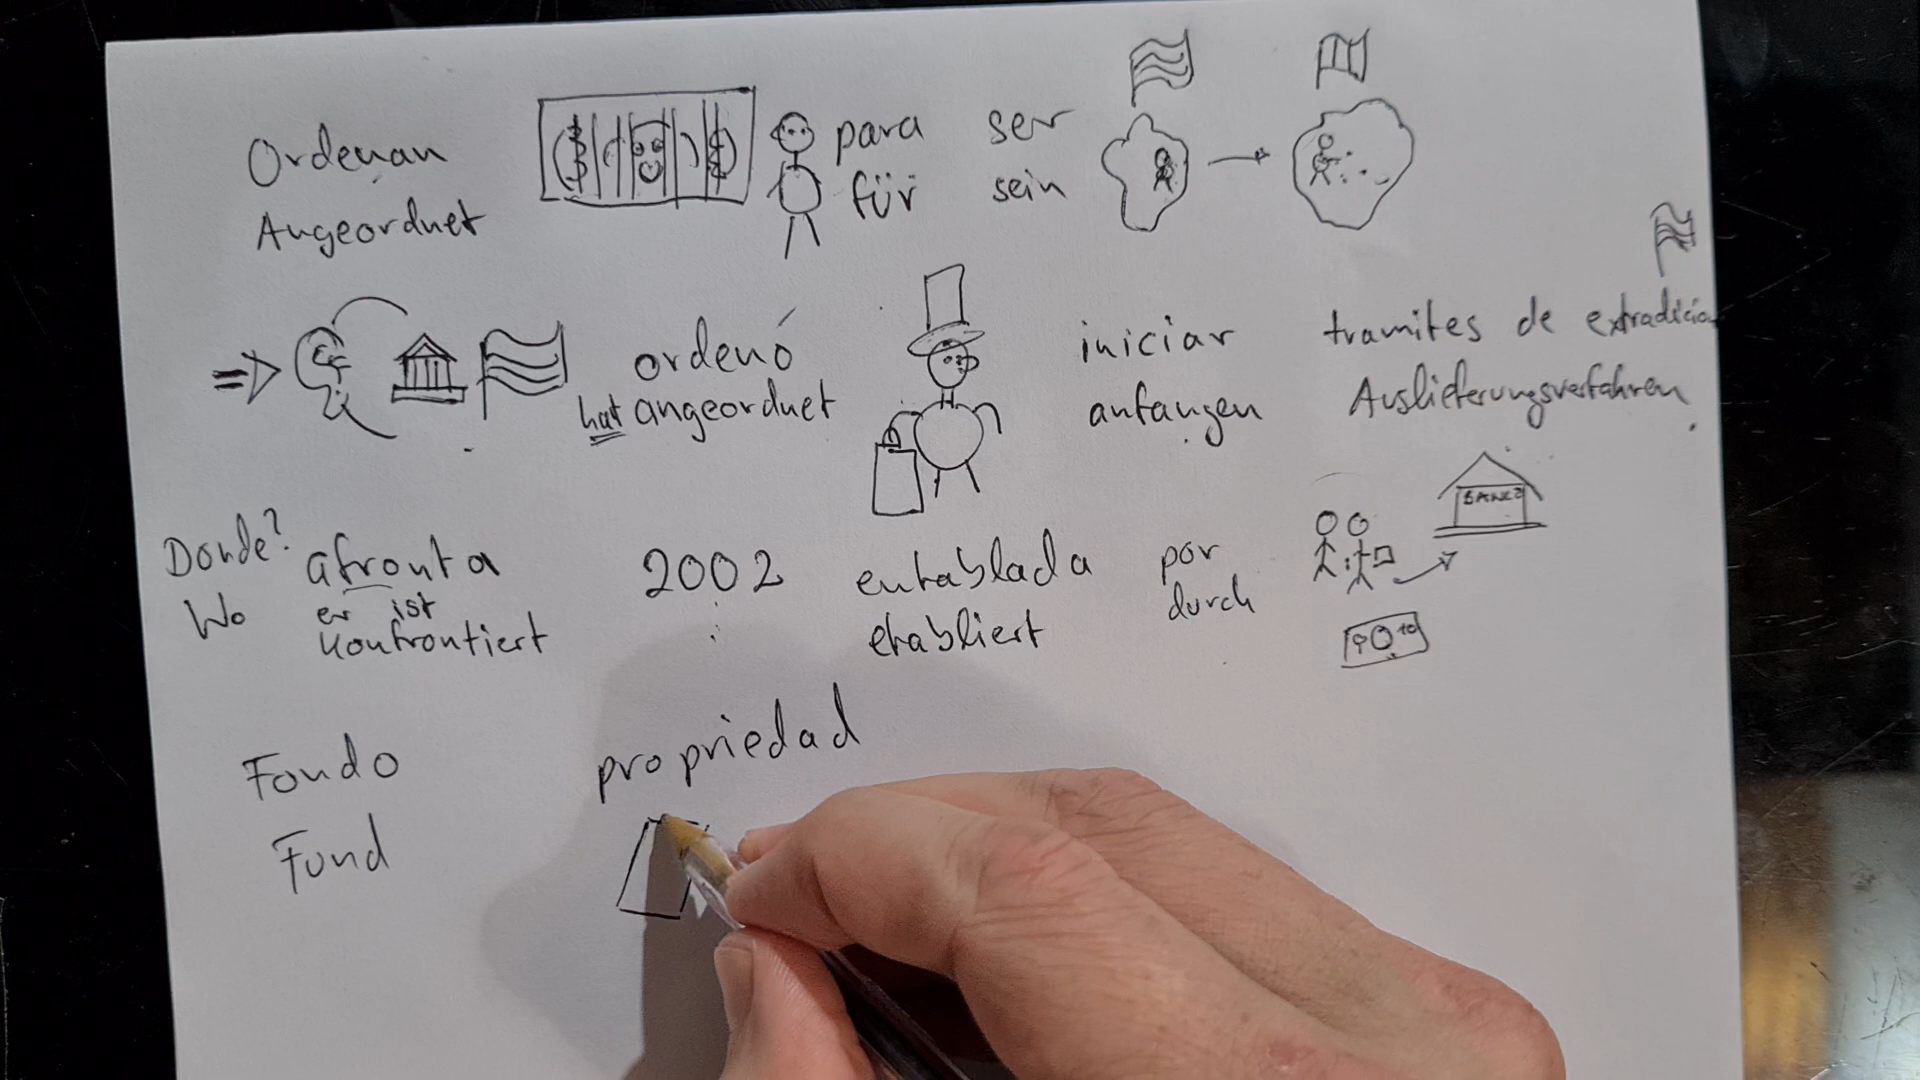 Ordenan para ser
Angeordnet für sein
ordenó iniciar tramites de extradición
hat angeordnet anfangen Auslieferungsverfahren
Donde? afronta 2002 entablada por
Wo er ist konfrontiert etabliert durch
BANCO
Fondo propriedad
Fund